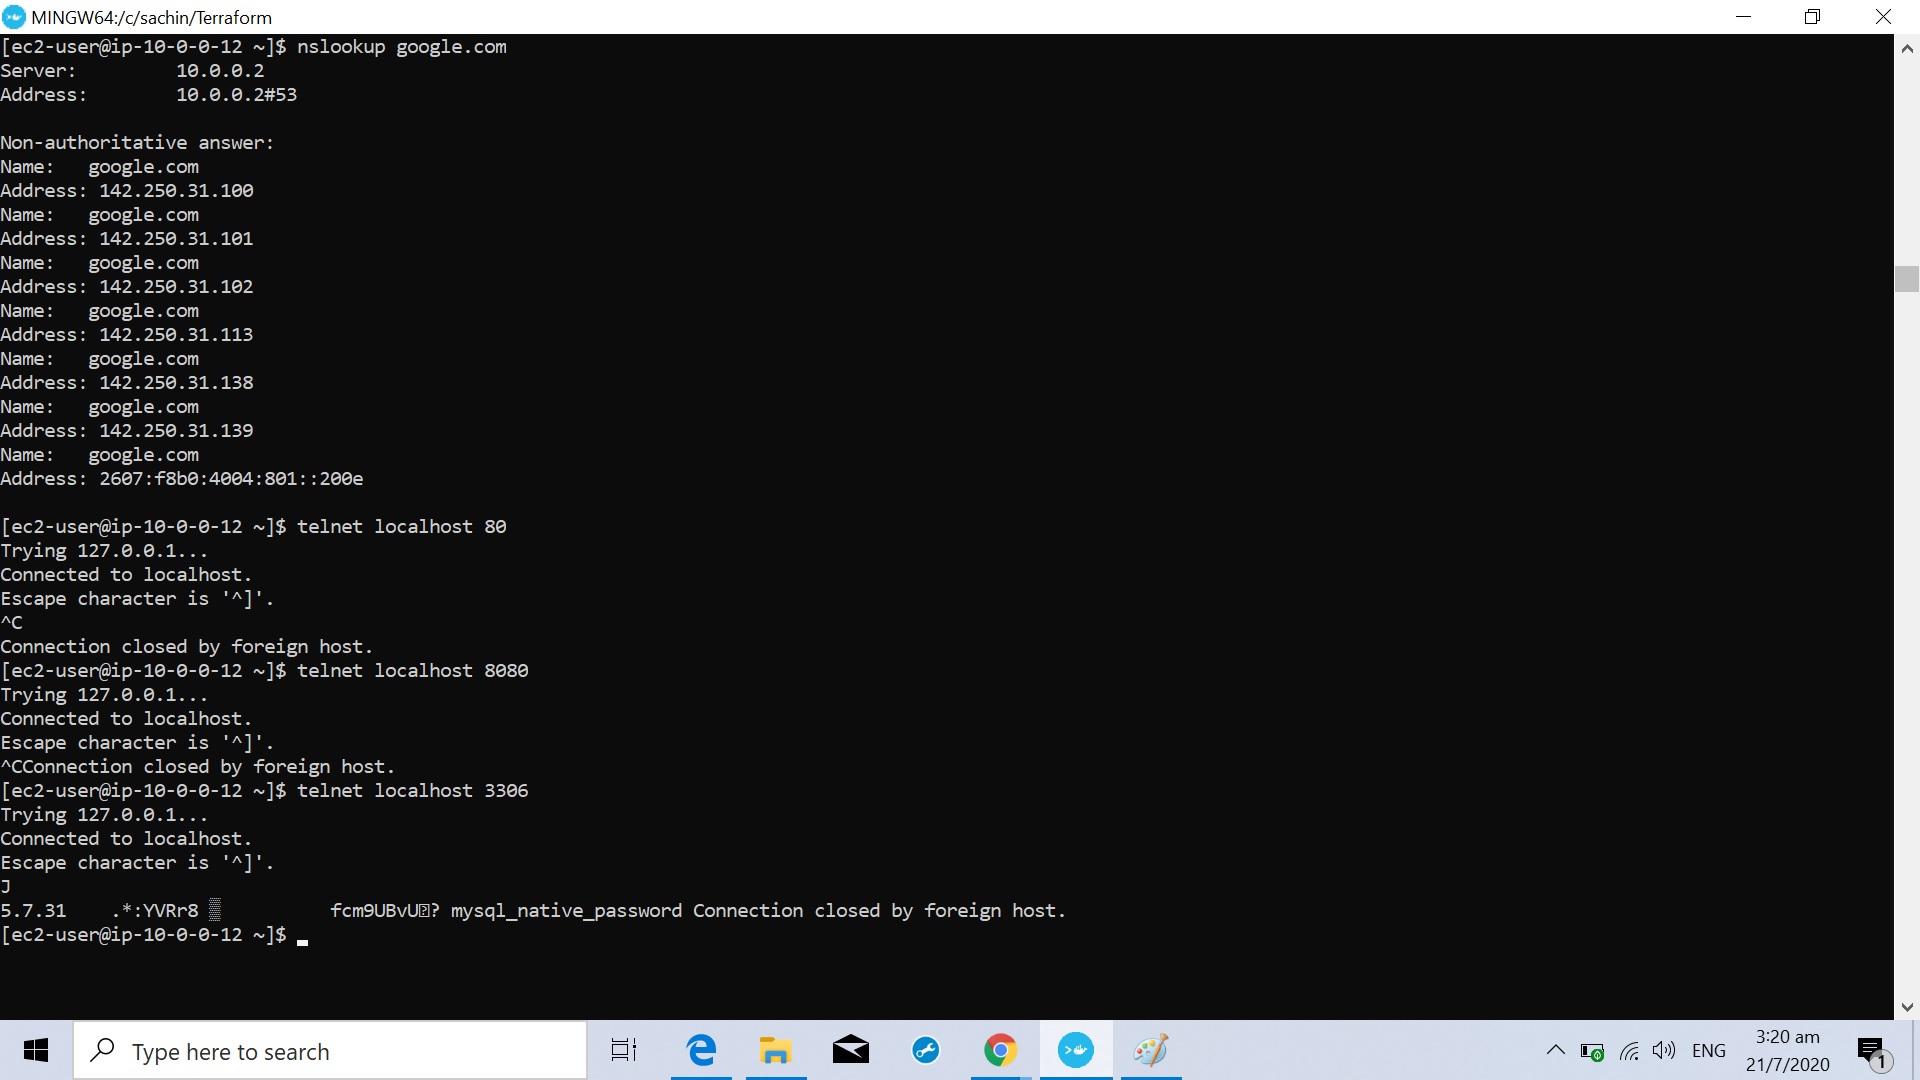 MINGW64:/c/sachin/Terraform
[ec2-user@ip-10-0-0-12 ~]$ nslookup google.com
Server:         10.0.0.2
Address:        10.0.0.2#53

Non-authoritative answer:
Name:   google.com
Address: 142.250.31.100
Name:   google.com
Address: 142.250.31.101
Name:   google.com
Address: 142.250.31.102
Name:   google.com
Address: 142.250.31.113
Name:   google.com
Address: 142.250.31.138
Name:   google.com
Address: 142.250.31.139
Name:   google.com
Address: 2607:f8b0:4004:801::200e

[ec2-user@ip-10-0-0-12 ~]$ telnet localhost 80
Trying 127.0.0.1...
Connected to localhost.
Escape character is '^]'.
^C
Connection closed by foreign host.
[ec2-user@ip-10-0-0-12 ~]$ telnet localhost 8080
Trying 127.0.0.1...
Connected to localhost.
Escape character is '^]'.
^CConnection closed by foreign host.
[ec2-user@ip-10-0-0-12 ~]$ telnet localhost 3306
Trying 127.0.0.1...
Connected to localhost.
Escape character is '^]'.
J
5.7.31    .*:YVRr8 ▒          fcm9UBvU? mysql_native_password Connection closed by foreign host.
[ec2-user@ip-10-0-0-12 ~]$
Type here to search
ENG
3:20 am
21/7/2020
1